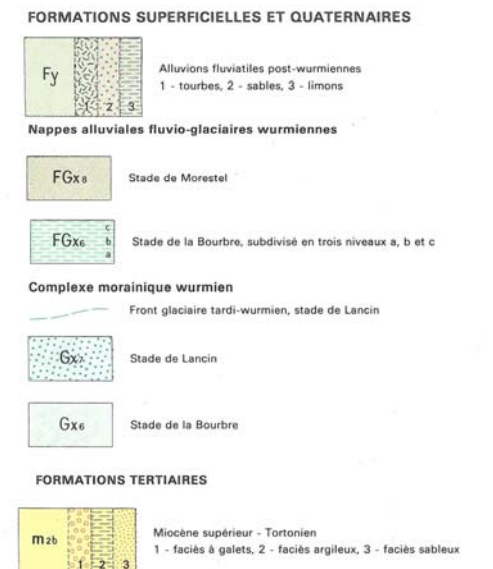 FORMATIONS SUPERFICIELLES ET QUATERNAIRES
Fy 1 2 3
Alluvions fluviatiles post-wurmiennes
1 - tourbes, 2 - sables, 3 - limons
Nappes alluviales fluvio-glaciaires wurmiennes
FGx8
Stade de Morestel
FGx6 c b a
Stade de la Bourbre, subdivisé en trois niveaux a, b et c
Complexe morainique wurmien
Front glaciaire tardi-wurmien, stade de Lancin
Gx7
Stade de Lancin
Gx6
Stade de la Bourbre
FORMATIONS TERTIAIRES
m2b 1 2 3
Miocène supérieur - Tortonien
1 - faciès à galets, 2 - faciès argileux, 3 - faciès sableux